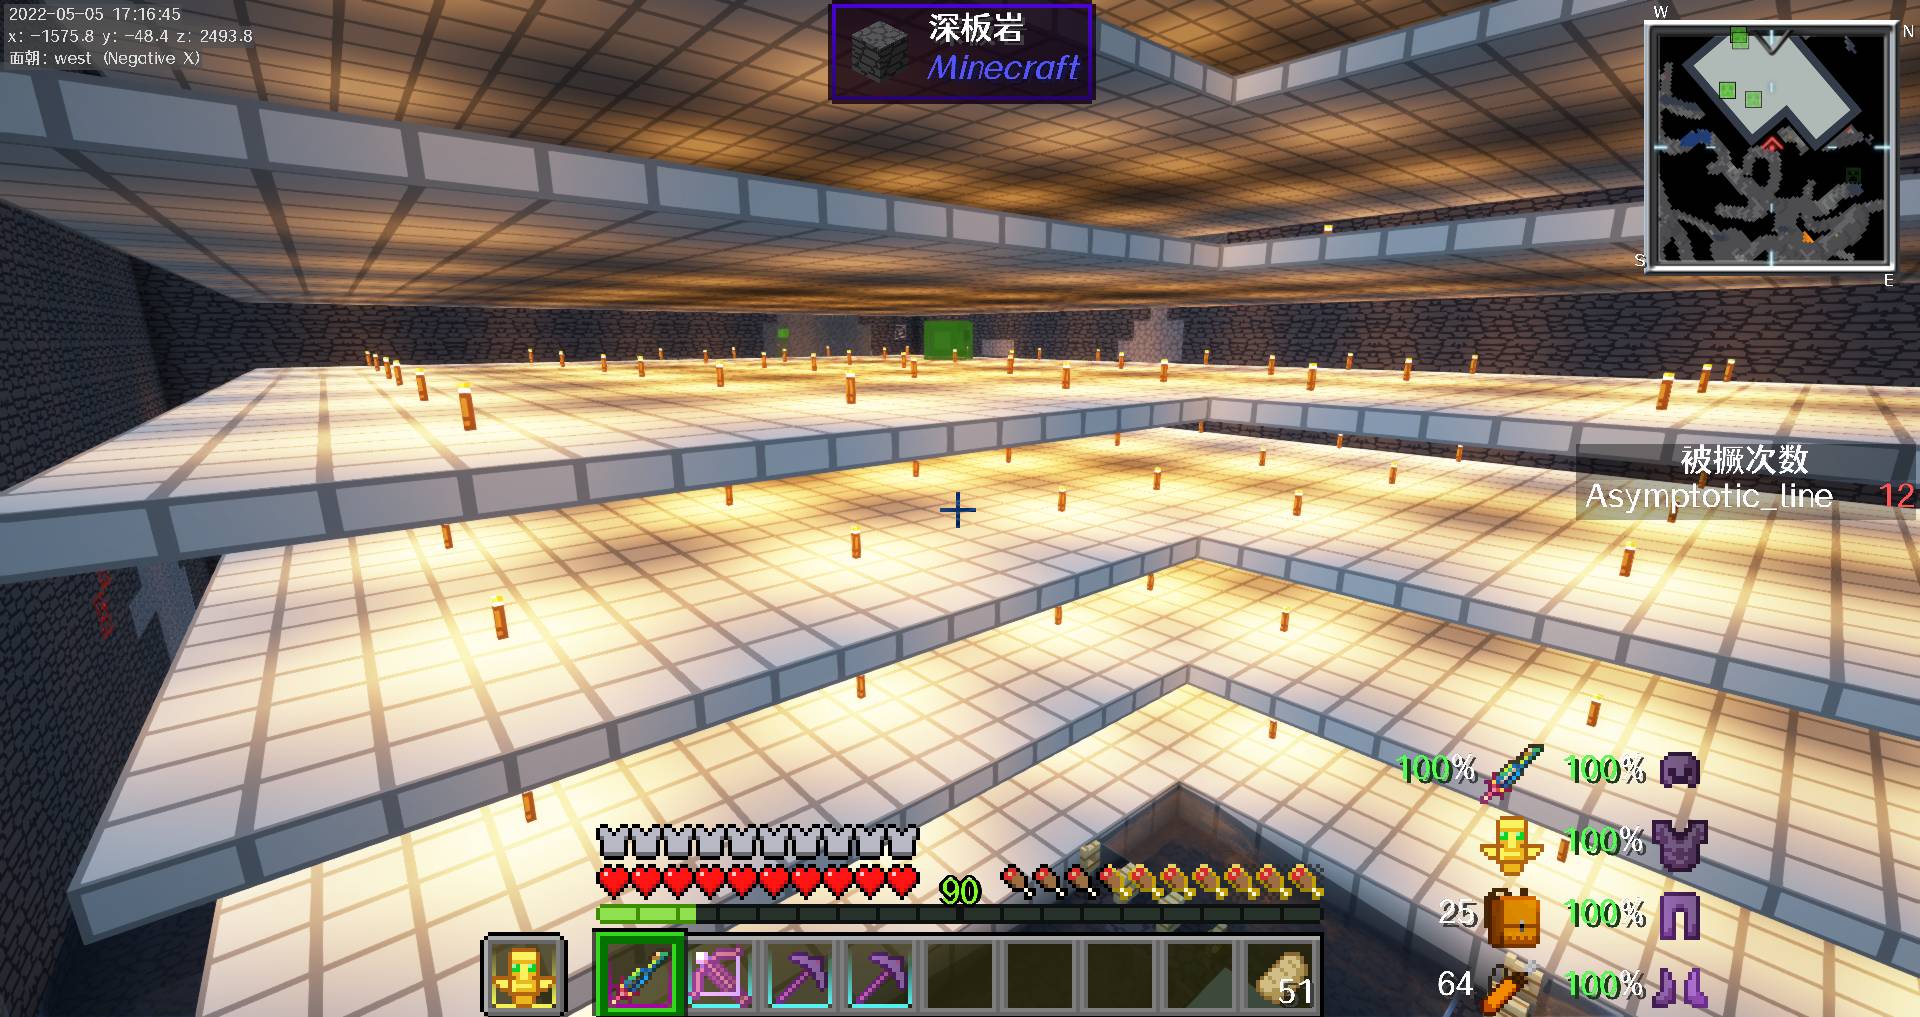 2022-05-05 17:16:45
x: -1575.8 y: -48.4 z: 2493.8
面朝: west (Negative X)
深板岩
Minecraft
W
N
S
E
被撅次数
Asymptotic_line 12
100% 100%
100%
25 100%
64 100%
90
51